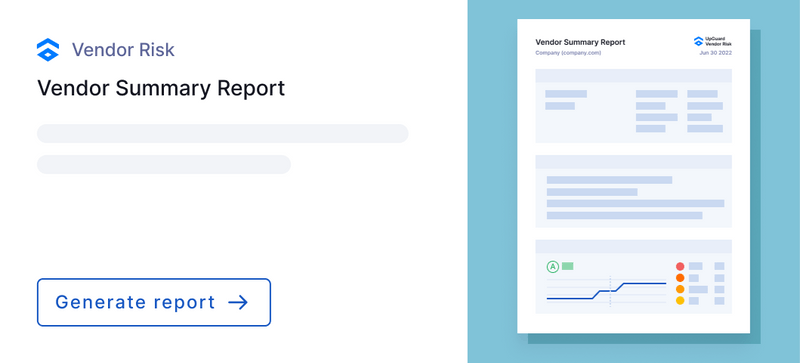 Vendor Risk
Vendor Summary Report
Generate report
Vendor Summary Report
Company (company.com)
UpGuard
Vendor Risk
Jun 30 2022
A